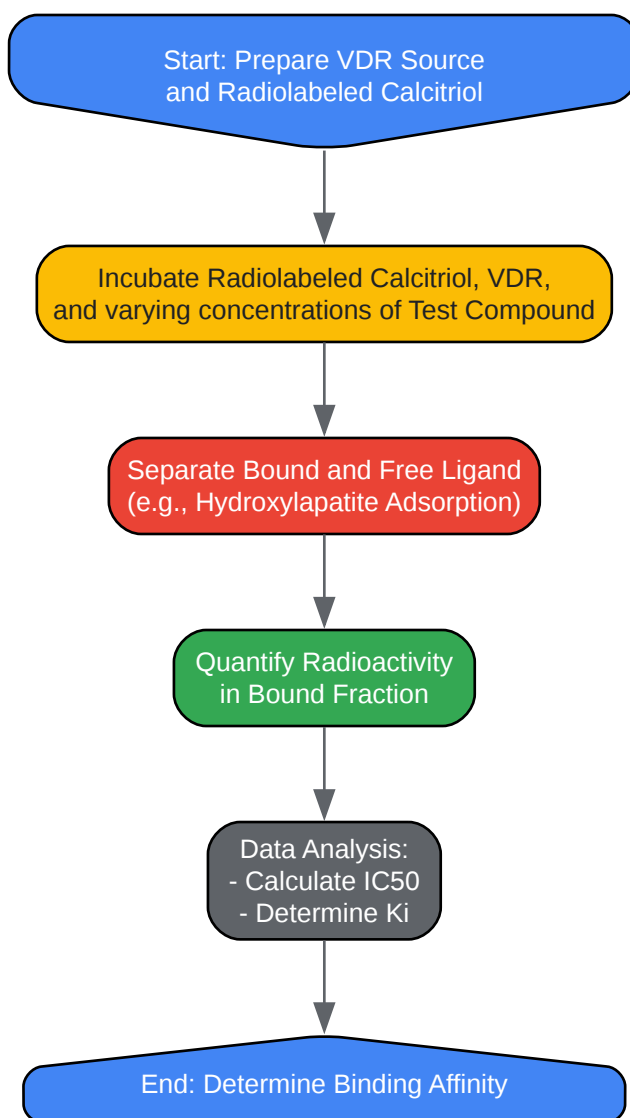 Start: Prepare VDR Source
and Radiolabeled Calcitriol
Incubate Radiolabeled Calcitriol, VDR,
and varying concentrations of Test Compound
Separate Bound and Free Ligand
(e.g., Hydroxylapatite Adsorption)
Quantify Radioactivity
in Bound Fraction
Data Analysis:
- Calculate IC50
- Determine Ki
End: Determine Binding Affinity